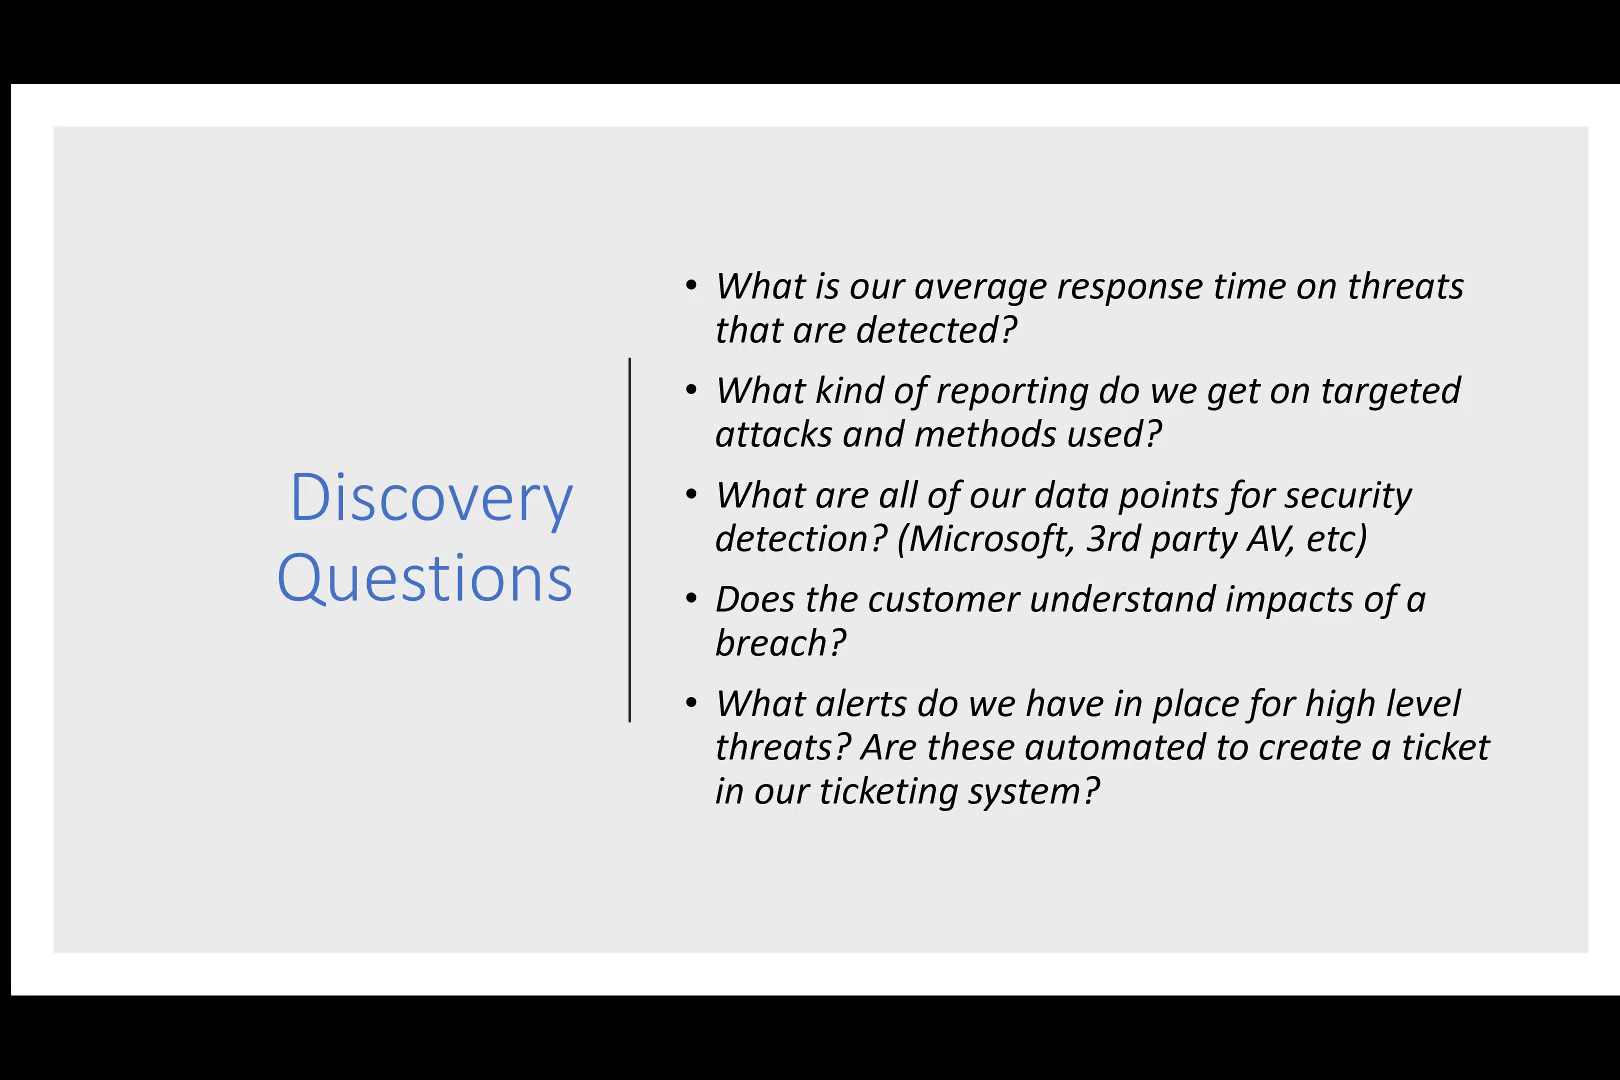 Discovery
Questions
• What is our average response time on threats
that are detected?
• What kind of reporting do we get on targeted
attacks and methods used?
• What are all of our data points for security
detection? (Microsoft, 3rd party AV, etc)
• Does the customer understand impacts of a
breach?
• What alerts do we have in place for high level
threats? Are these automated to create a ticket
in our ticketing system?